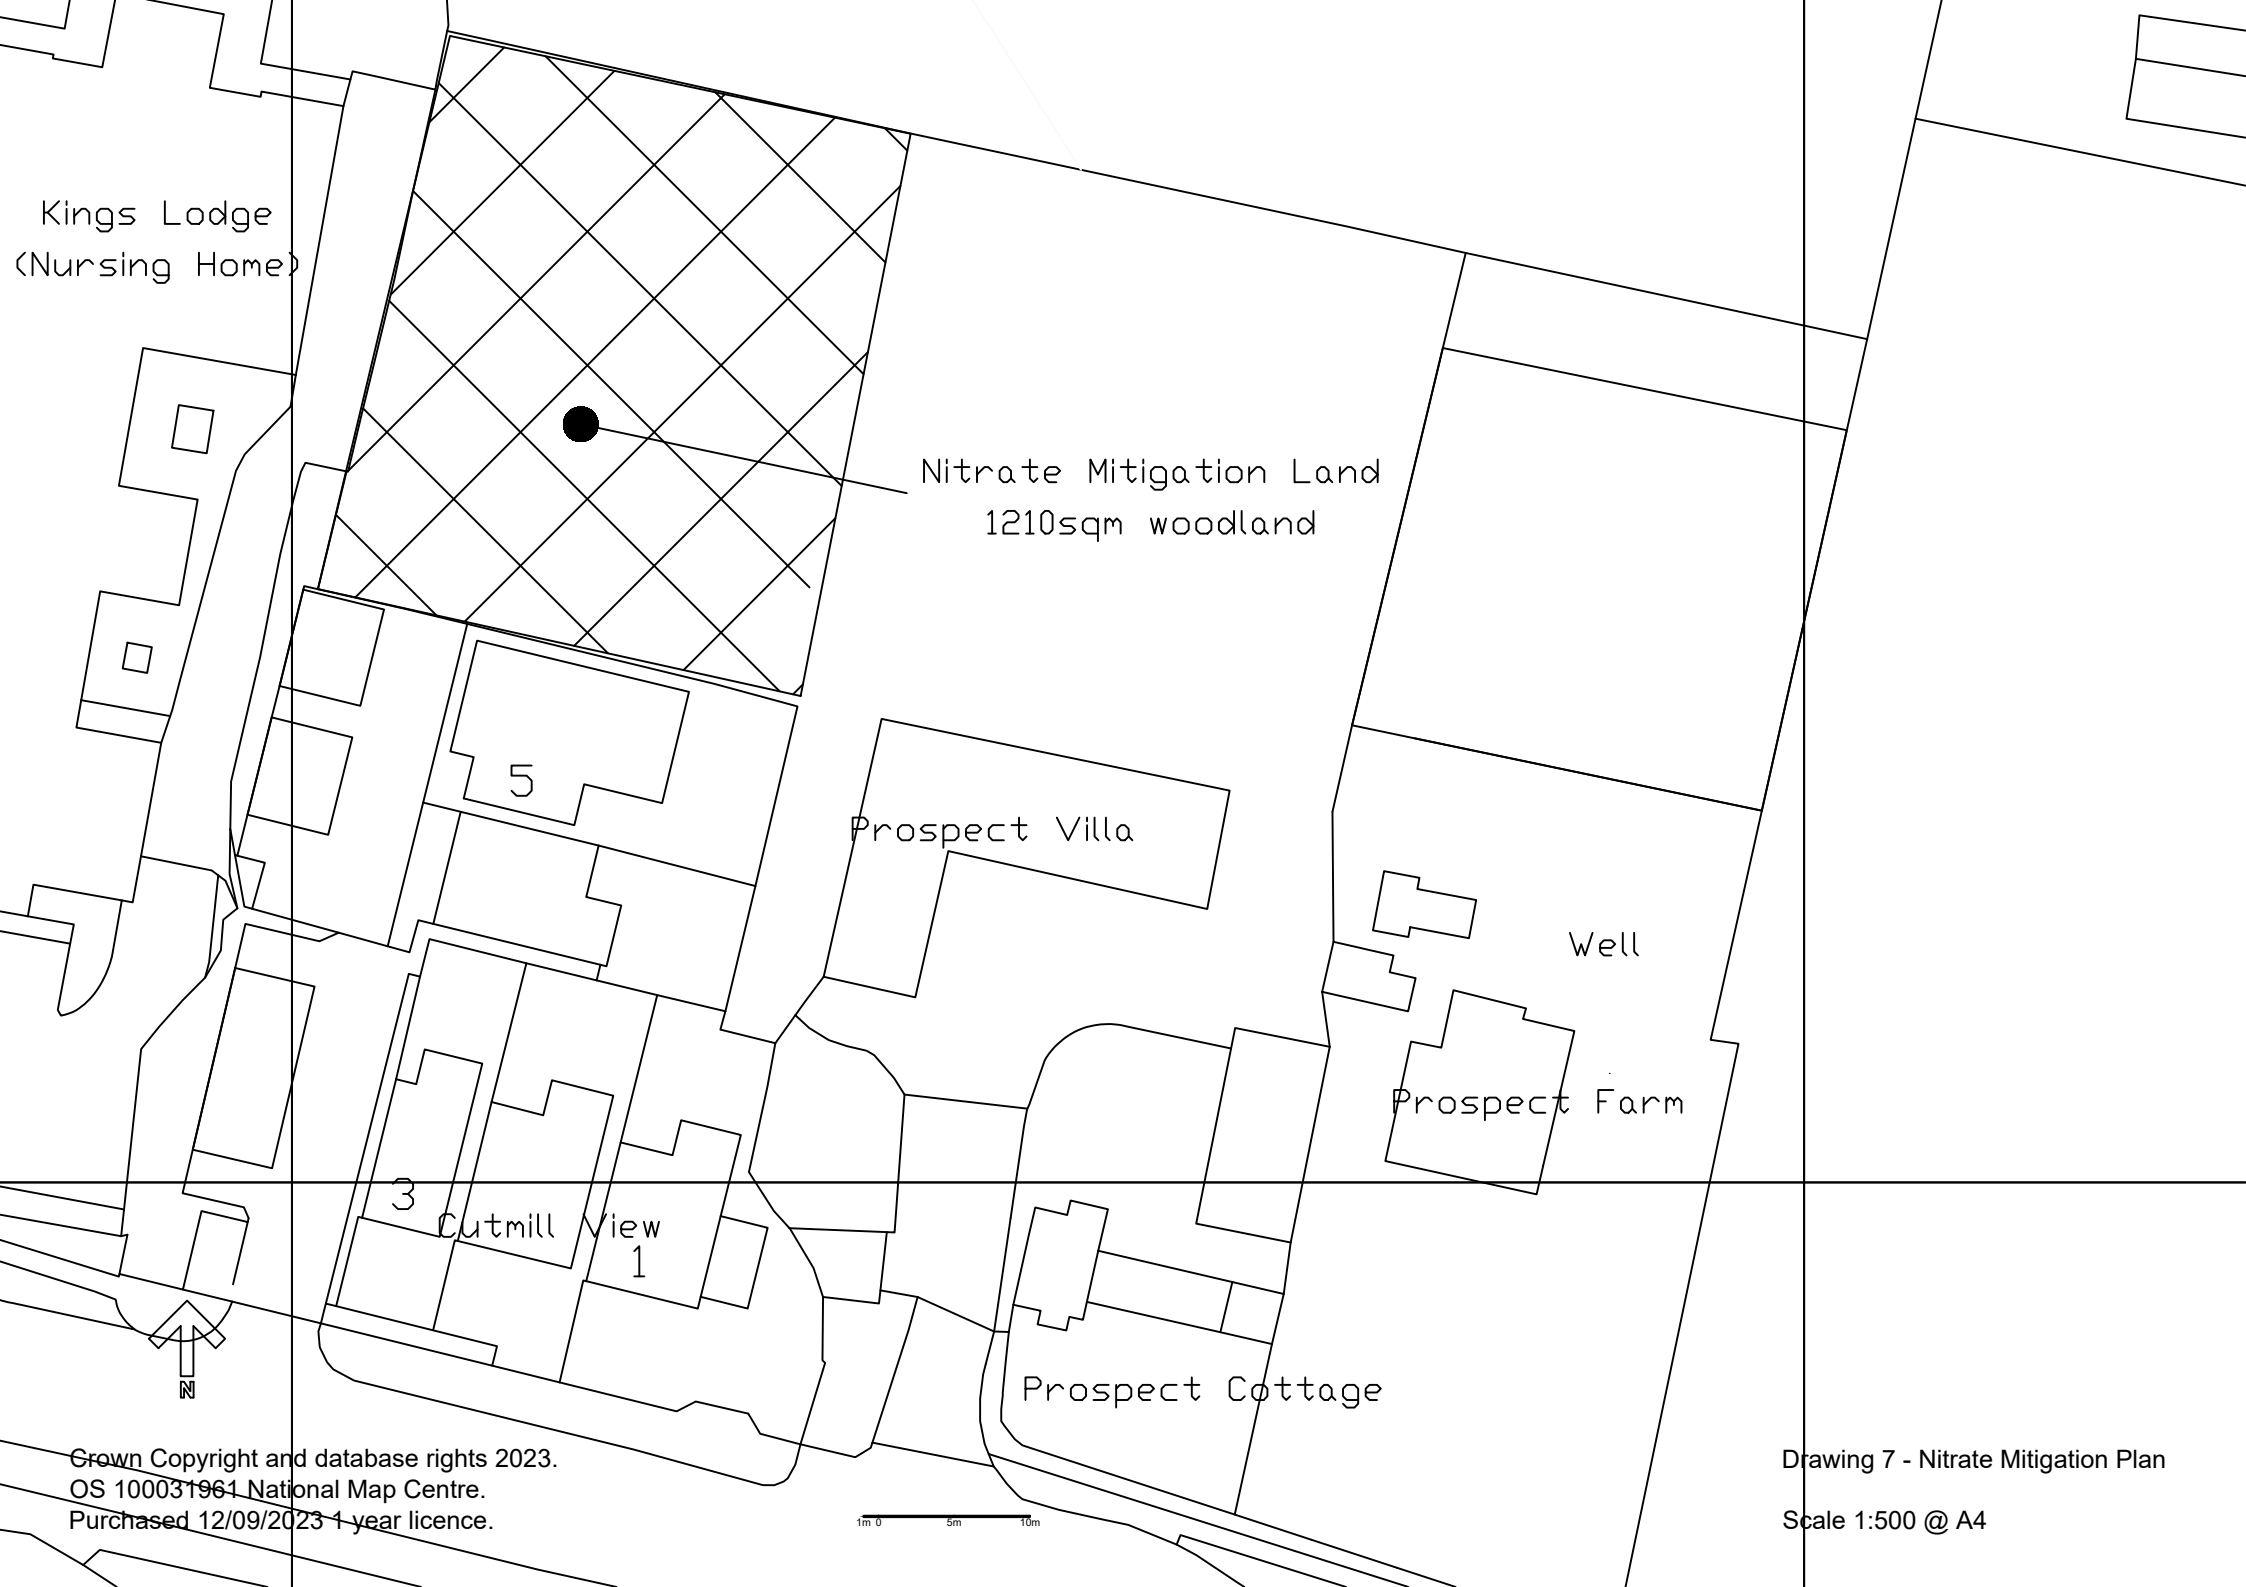 Kings Lodge
(Nursing Home)
Nitrate Mitigation Land
1210sqm woodland
5
Prospect Villa
Well
Prospect Farm
3
Cutmill View
1
Prospect Cottage
N
Crown Copyright and database rights 2023.
OS 100031961 National Map Centre.
Purchased 12/09/2023 1 year licence.
1m 0 5m 10m
Drawing 7 - Nitrate Mitigation Plan
Scale 1:500 @ A4